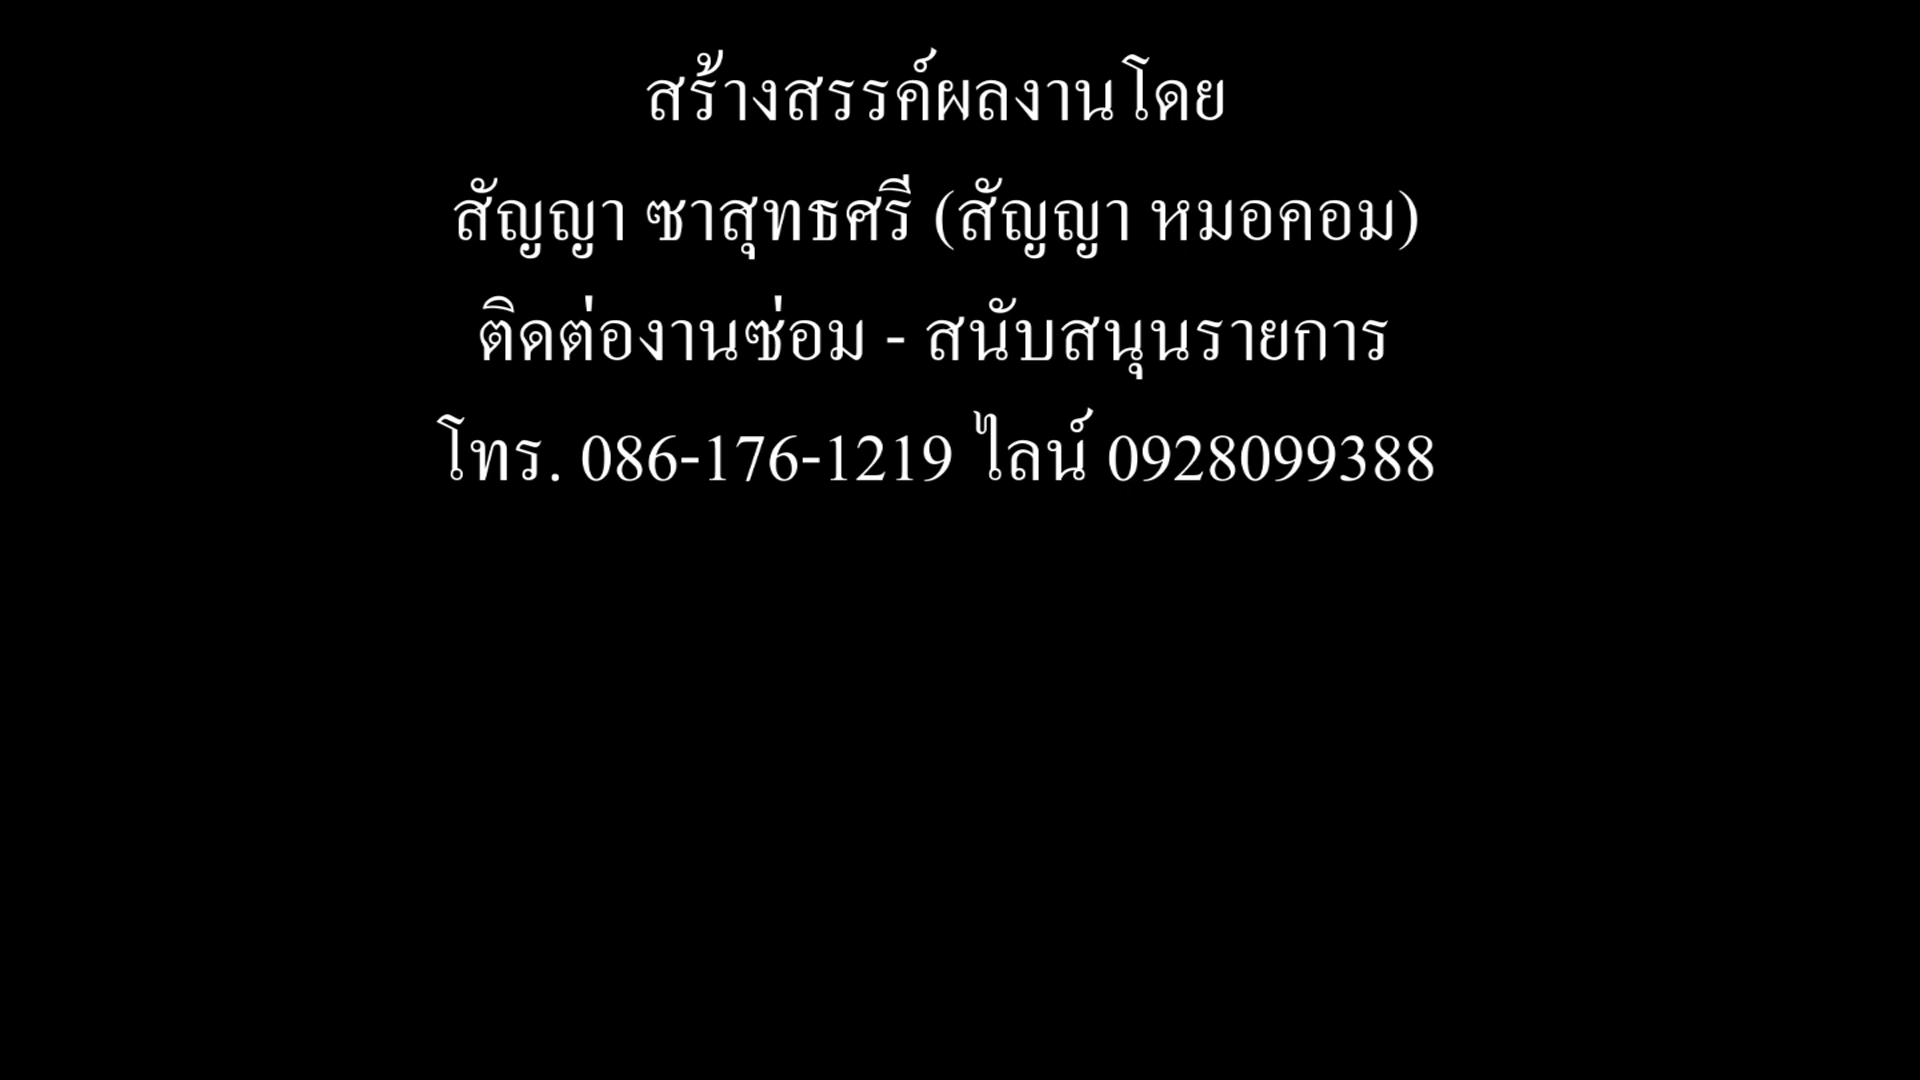 สร้างสรรค์ผลงานโดย
สัญญา ซาสุทธศรี (สัญญา หมอคอม)
ติดต่องานซ่อม - สนับสนุนรายการ
โทร. 086-176-1219 ไลน์ 0928099388